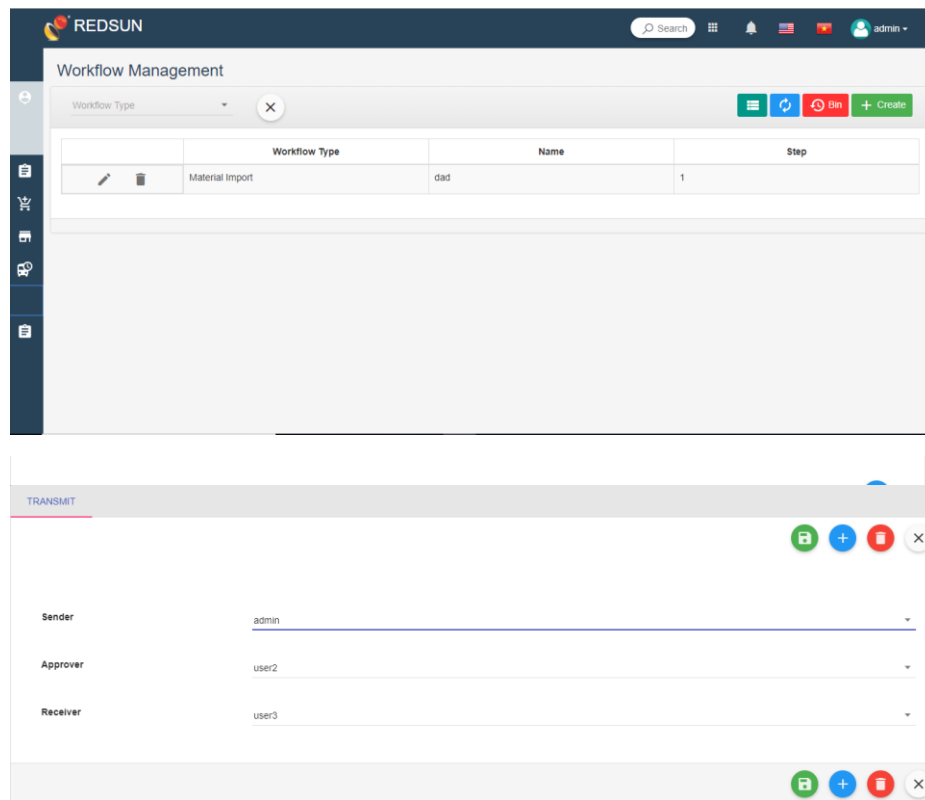 REDSUN
Search
admin
Workflow Management
Workflow Type
Bin
Create
Workflow Type Name Step
Material Import dad 1
TRANSMIT
Sender admin
Approver user2
Receiver user3